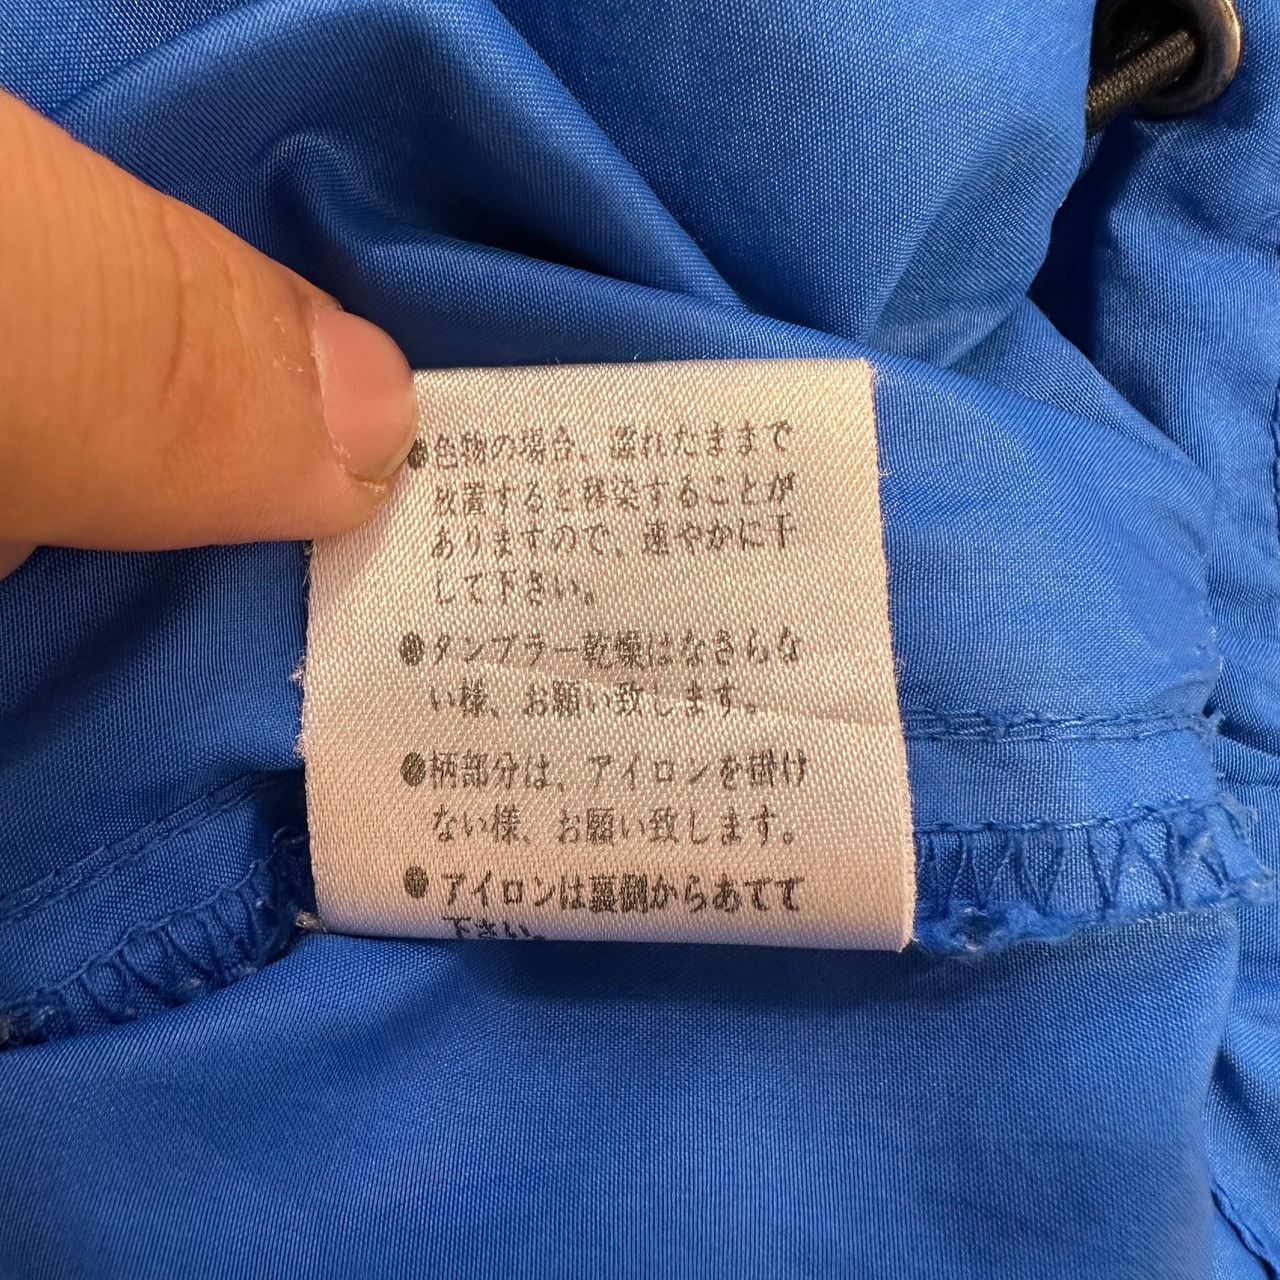 ●色物の場合、濡れたままで
放置すると移染することが
ありますので、速やかに干
して下さい。
●タンブラー乾燥はなさらな
い様、お願い致します。
●柄部分は、アイロンを掛け
ない様、お願い致します。
●アイロンは裏側からあてて
下さい。